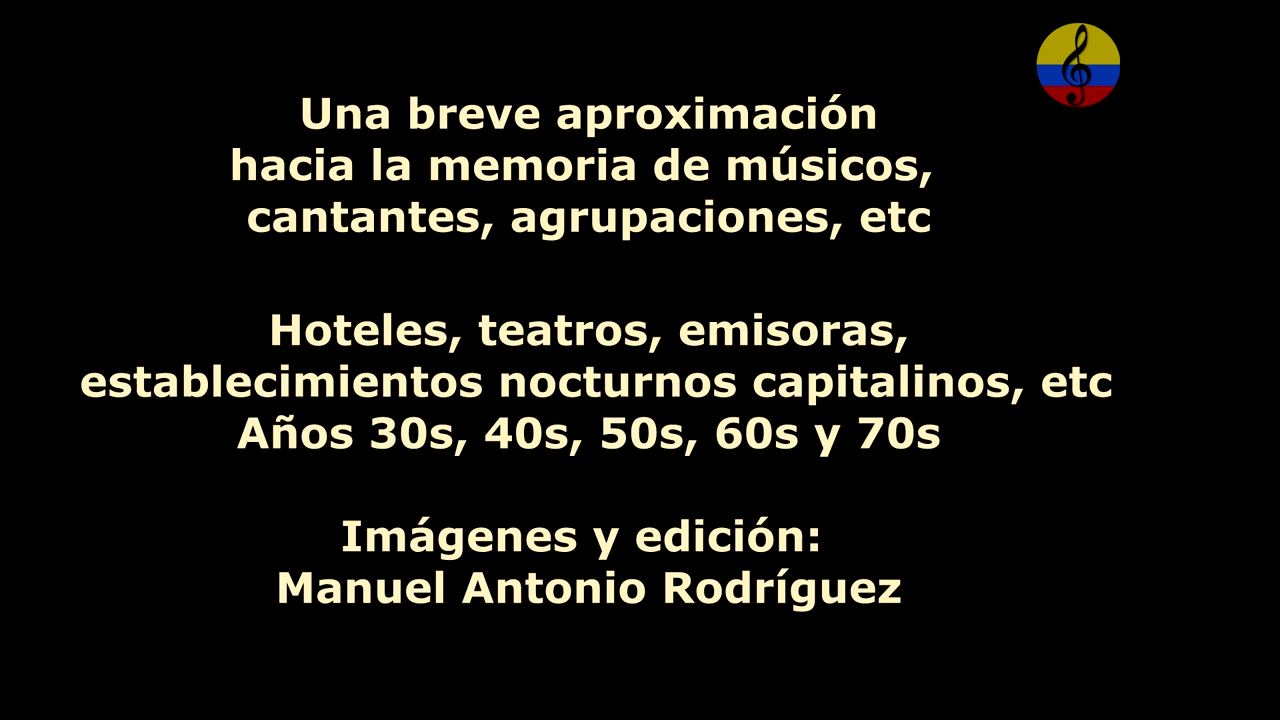 Una breve aproximación
hacia la memoria de músicos,
cantantes, agrupaciones, etc
Hoteles, teatros, emisoras,
establecimientos nocturnos capitalinos, etc
Años 30s, 40s, 50s, 60s y 70s
Imágenes y edición:
Manuel Antonio Rodríguez